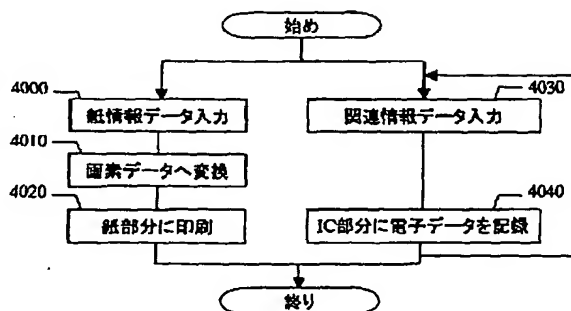 始め
4000
紙情報データ入力
4010
画素データへ変換
4020
紙部分に印刷
4030
関連情報データ入力
4040
IC部分に電子データを記録
終り